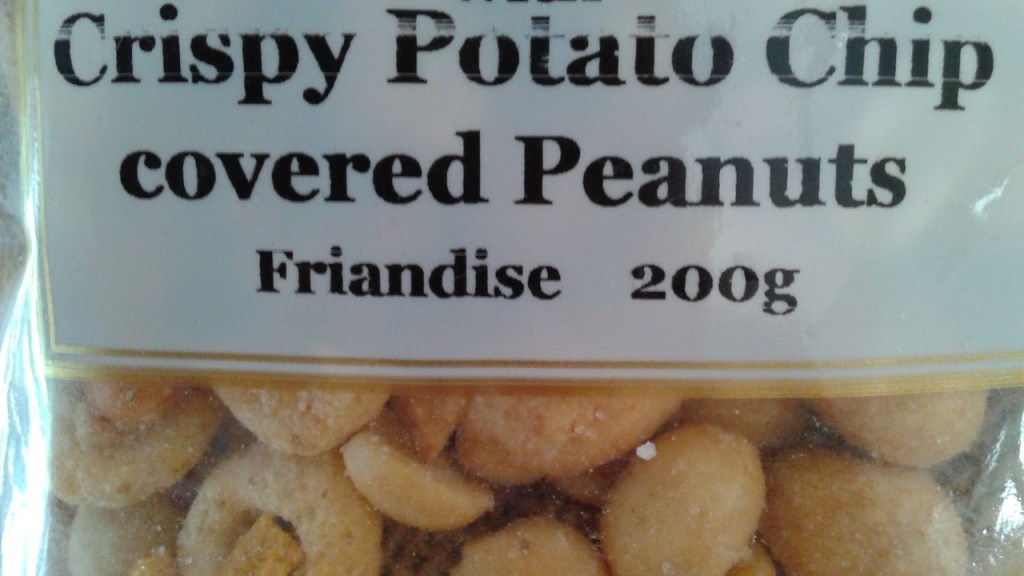 Crispy Potato Chip
covered Peanuts
Friandise 200g